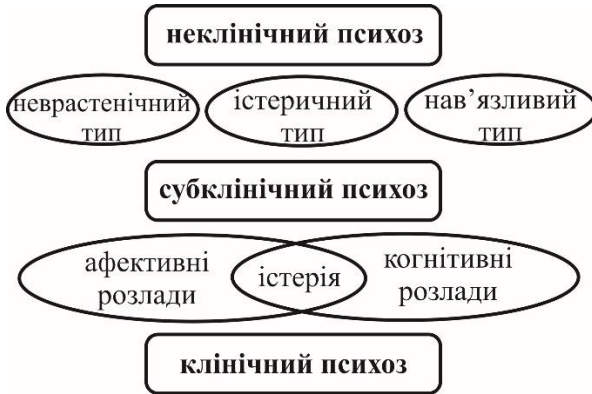 неклінічний психоз
неврастенічний
тип
істеричний
тип
нав’язливий
тип
субклінічний психоз
афективні
розлади
істерія
когнітивні
розлади
клінічний психоз